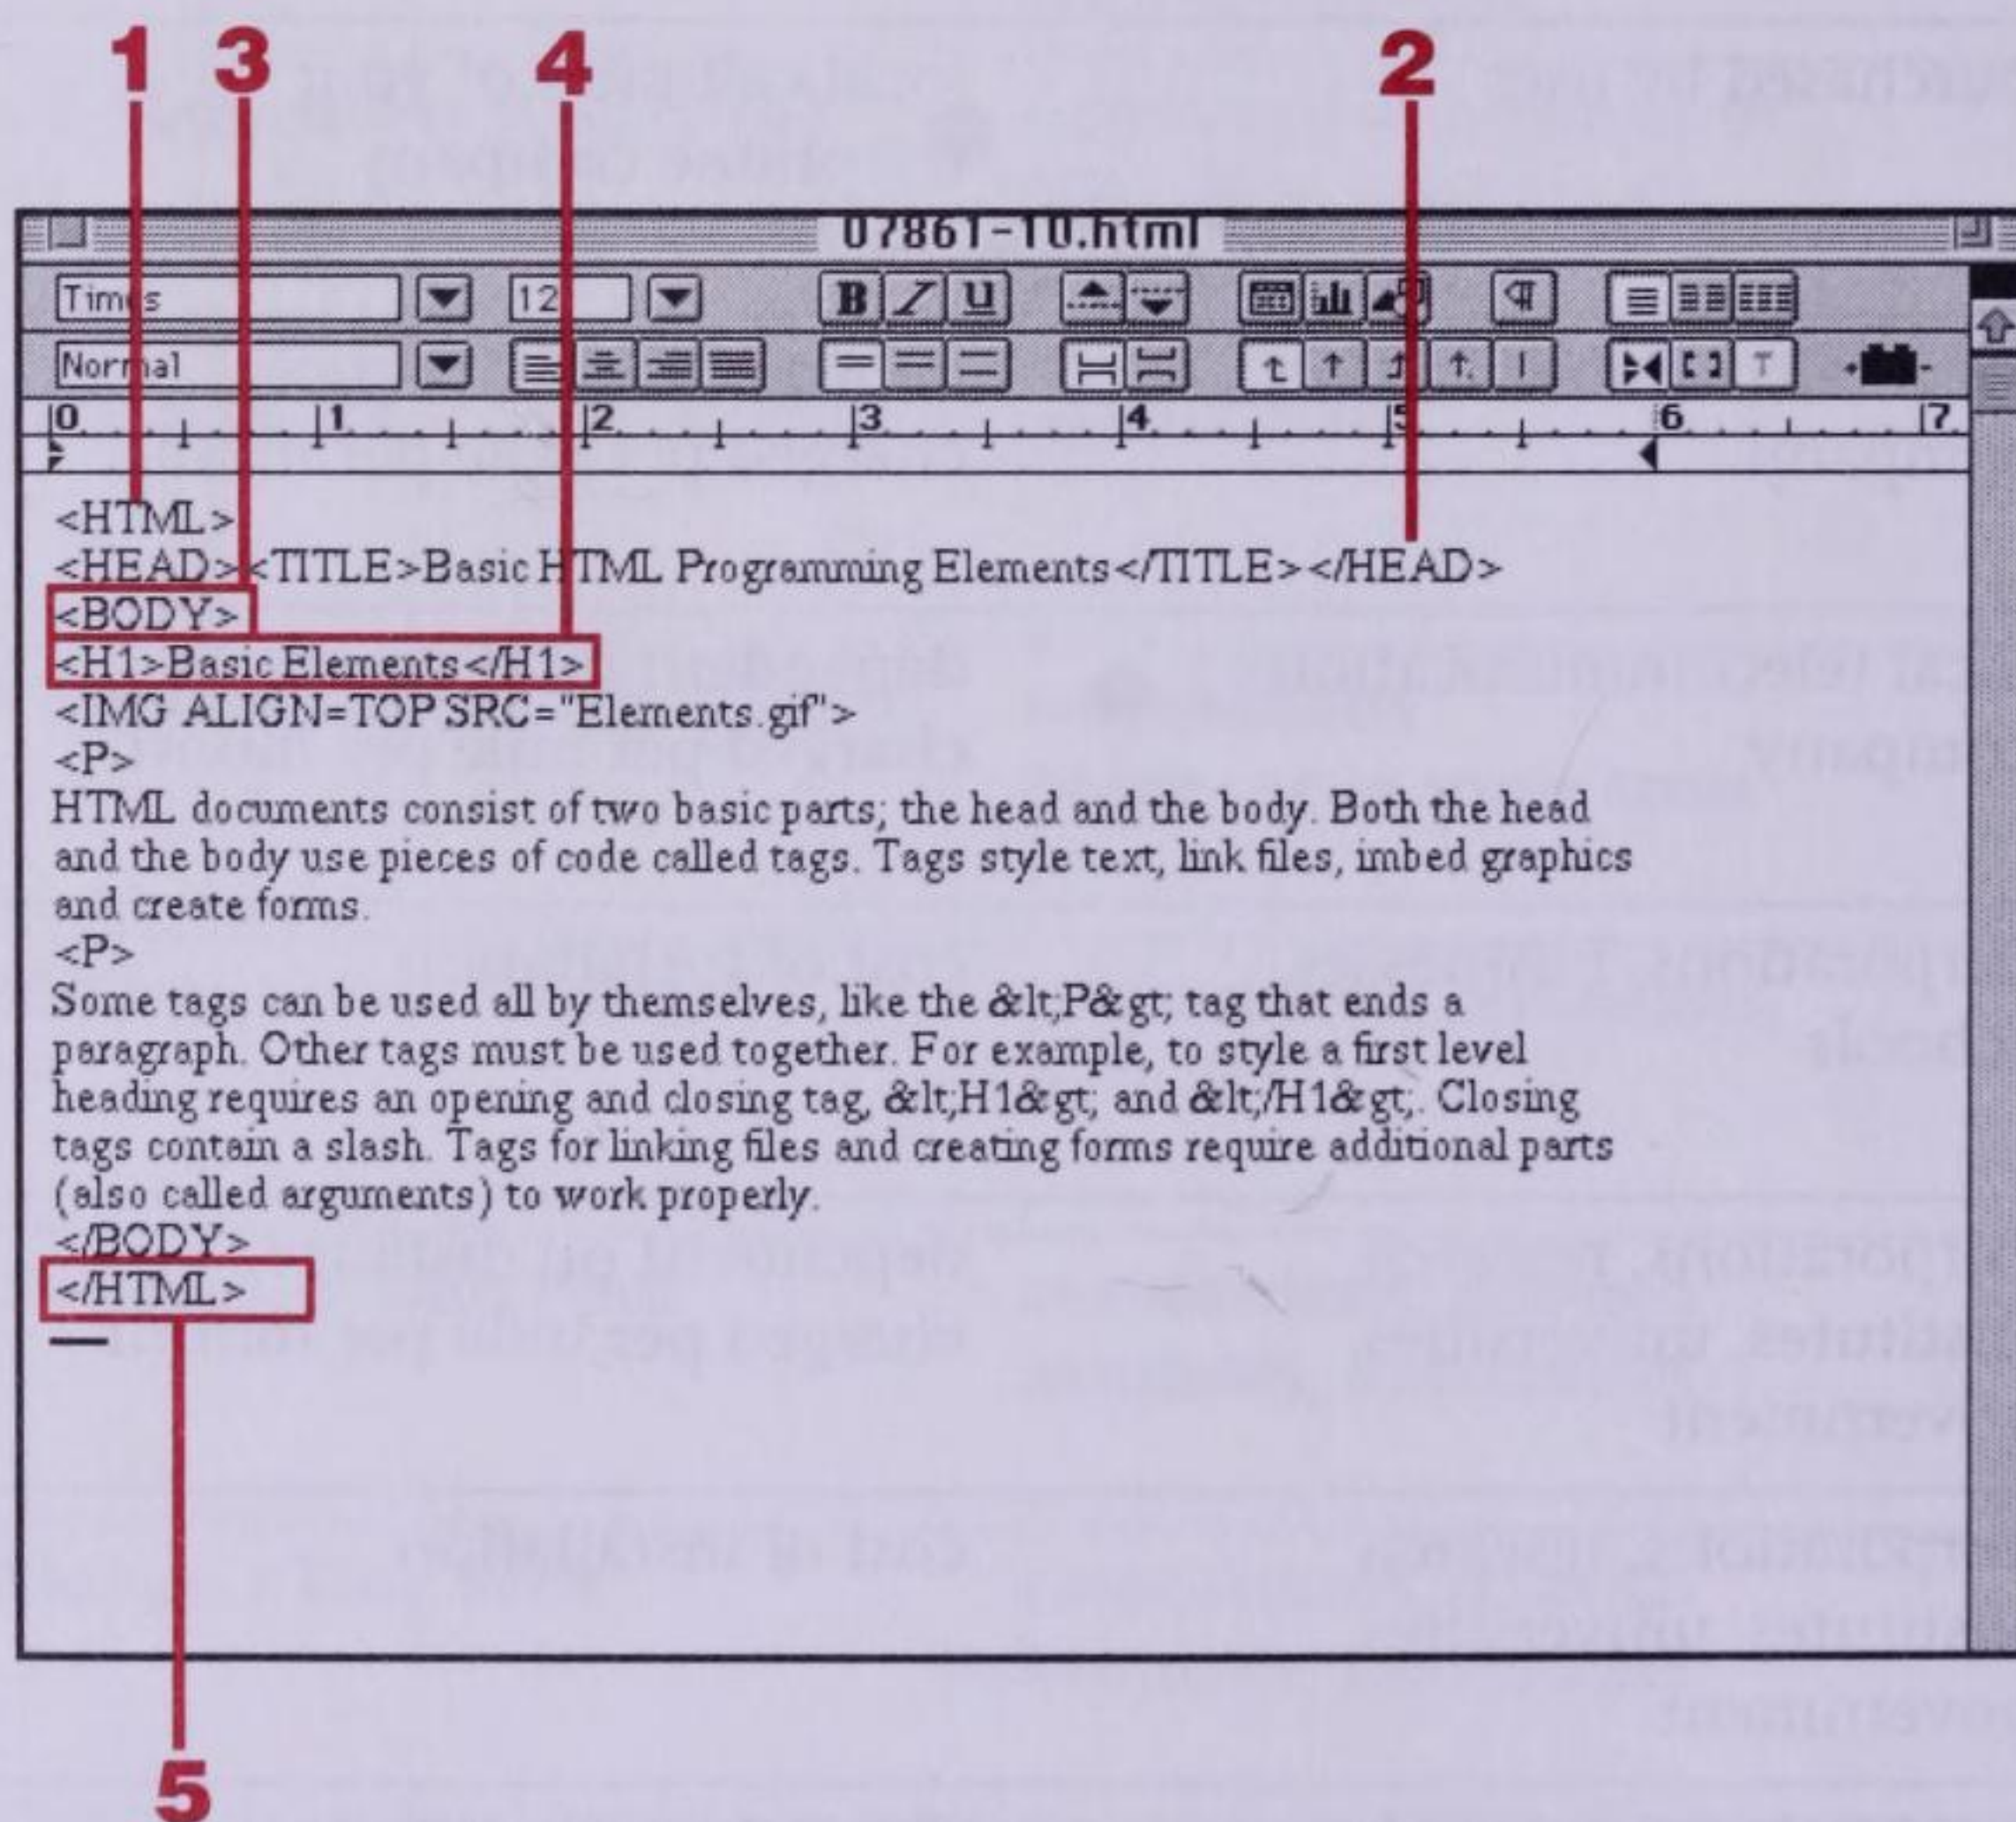 1 3 4 2
07861-10.html
Times 12 B I U
Normal
0 1 2 3 4 5 6 7
<HTML>
<HEAD><TITLE>Basic HTML Programming Elements</TITLE></HEAD>
<BODY>
<H1>Basic Elements</H1>
<IMG ALIGN=TOP SRC="Elements.gif">
<P>
HTML documents consist of two basic parts; the head and the body. Both the head
and the body use pieces of code called tags. Tags style text, link files, imbed graphics
and create forms.
<P>
Some tags can be used all by themselves, like the &lt;P&gt; tag that ends a
paragraph. Other tags must be used together. For example, to style a first level
heading requires an opening and closing tag, &lt;H1&gt; and &lt;/H1&gt;. Closing
tags contain a slash. Tags for linking files and creating forms require additional parts
(also called arguments) to work properly.
</BODY>
</HTML>
5